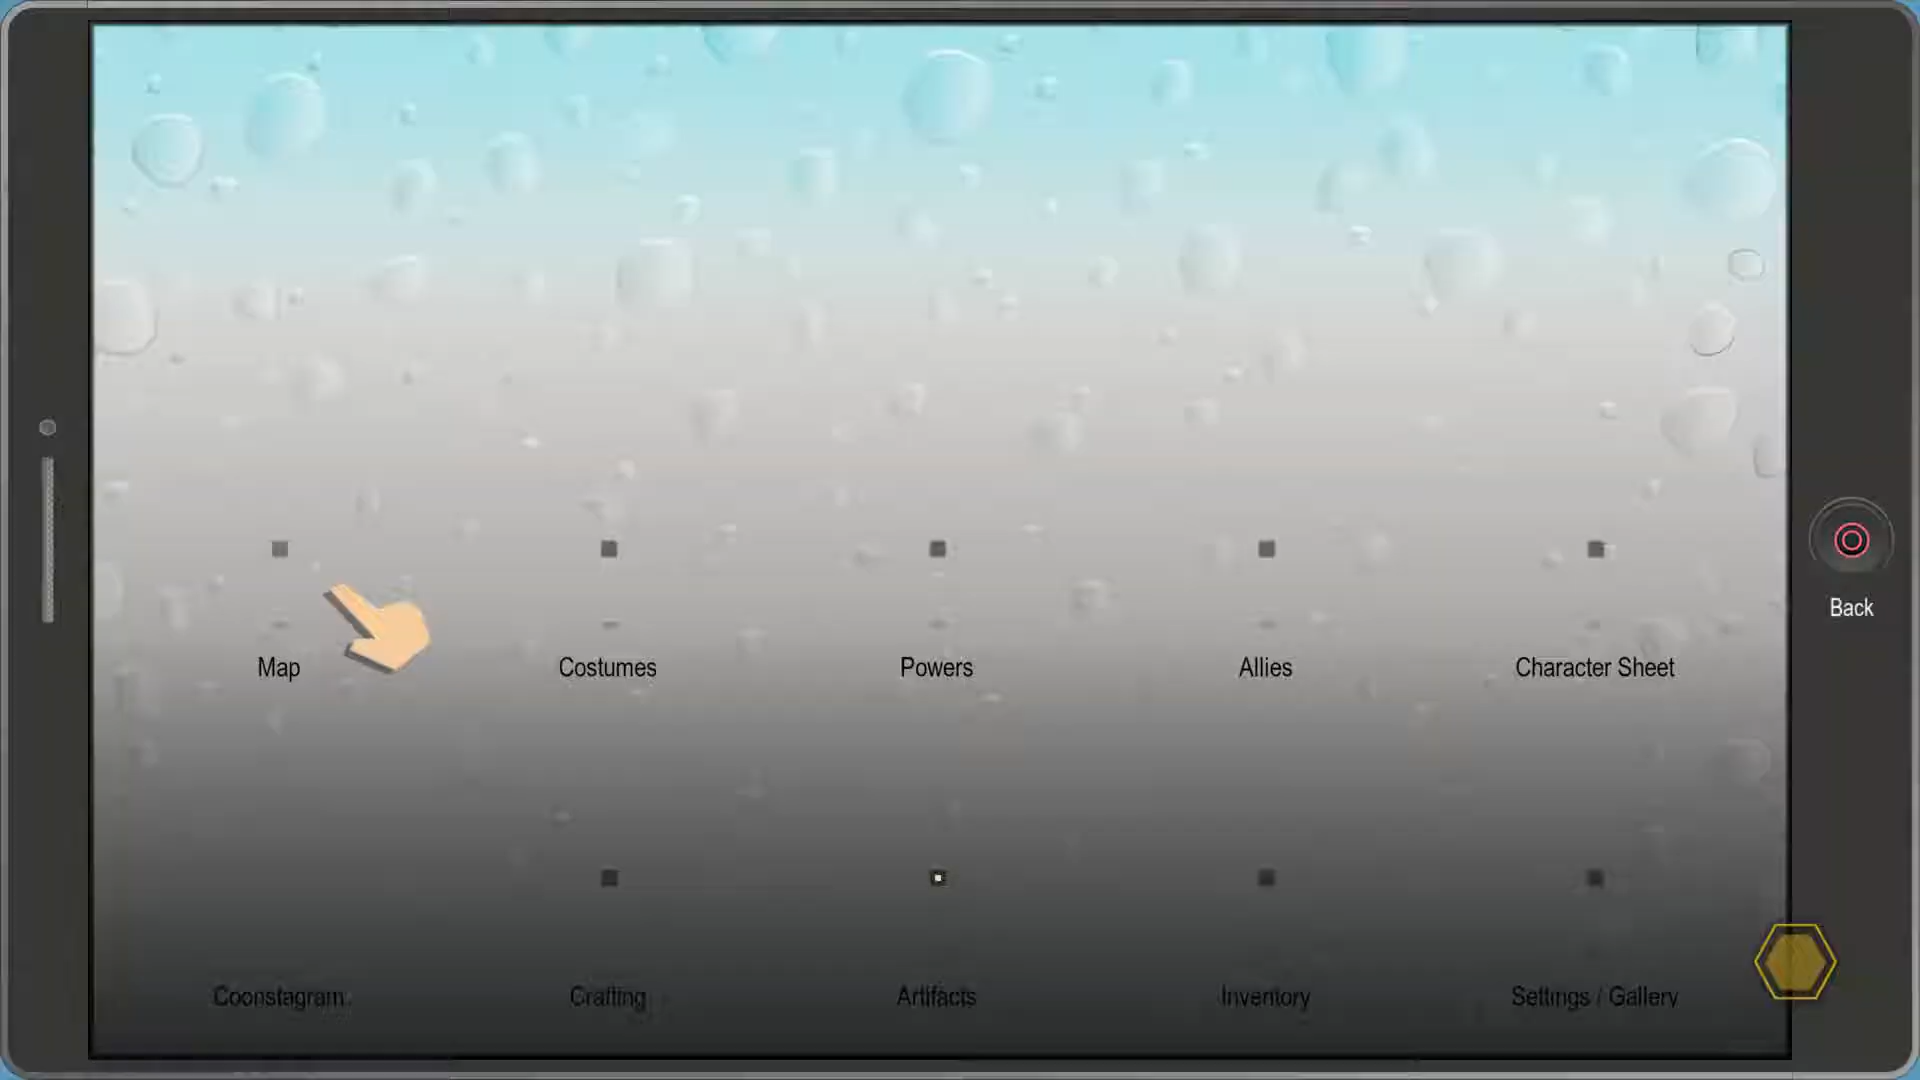 Map
Costumes
Powers
Allies
Character Sheet
Back
Coonstagram
Crafting
Artifacts
Inventory
Settings / Gallery